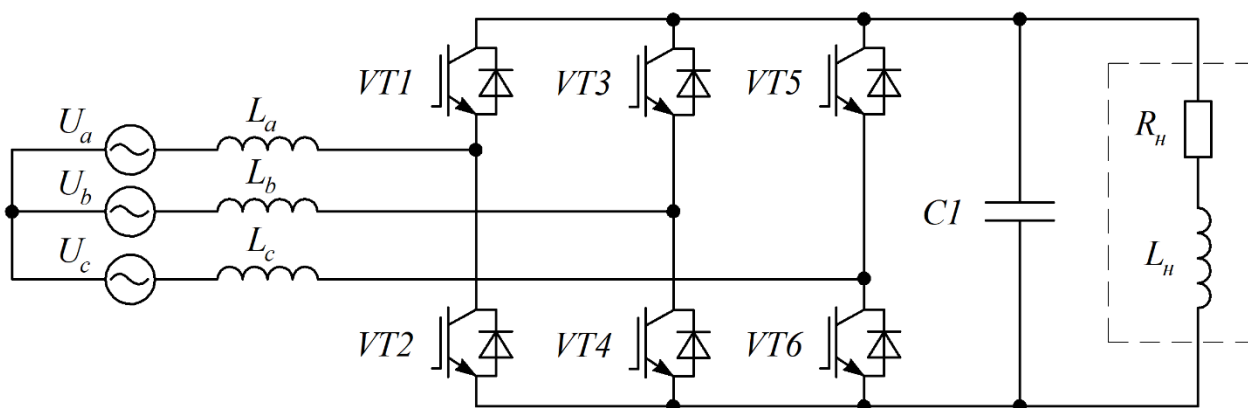 VT1
VT3
VT5
U_a
L_a
U_b
L_b
U_c
L_c
R_н
C1
L_н
VT2
VT4
VT6